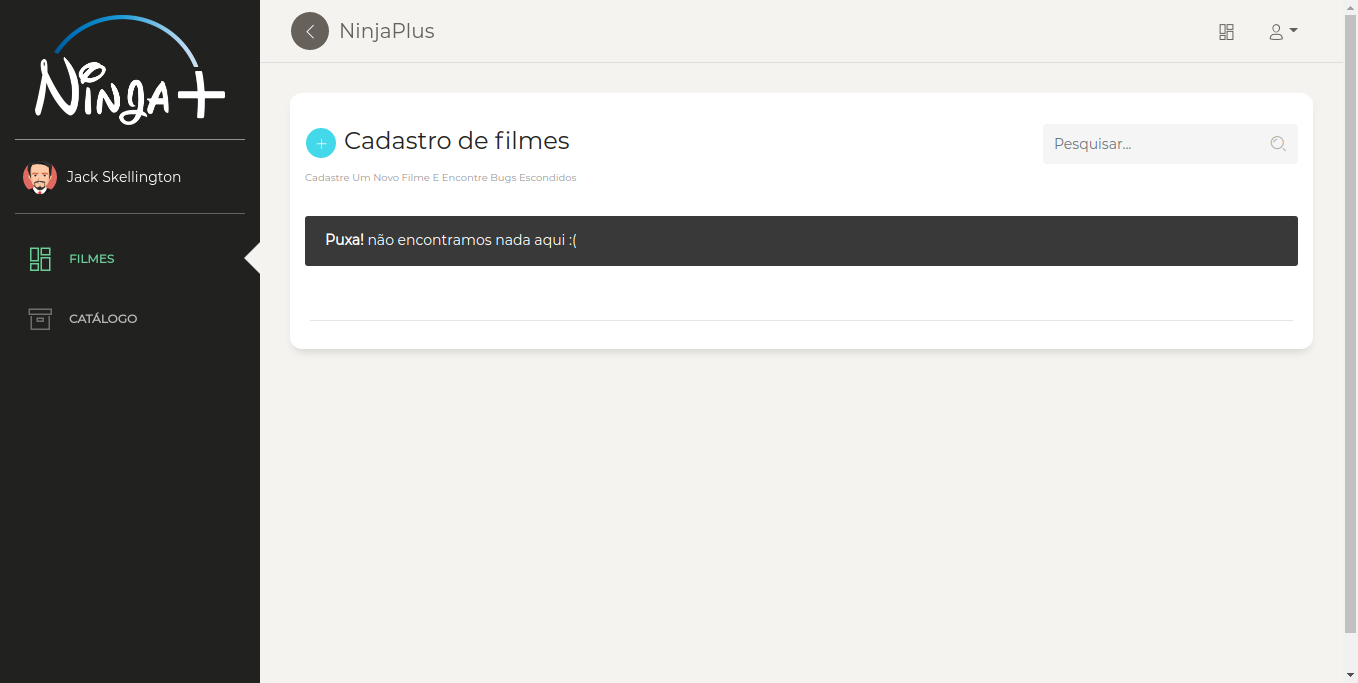 Ninja+
NinjaPlus
Jack Skellington
FILMES
CATÁLOGO
Cadastro de filmes
Pesquisar...
Cadastre Um Novo Filme E Encontre Bugs Escondidos
Puxa! não encontramos nada aqui :(